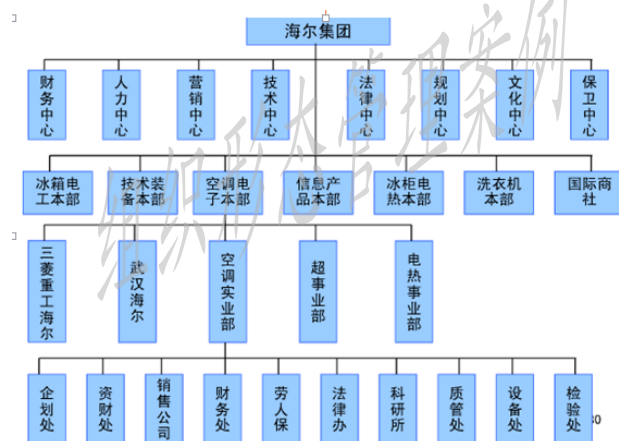 海尔集团
财务中心
人力中心
营销中心
技术中心
法律中心
规划中心
文化中心
保卫中心
冰箱电
工本部
技术装
备本部
空调电
子本部
信息产
品本部
冰柜电
热本部
洗衣机
本部
国际商
社
三菱重工海尔
武汉海尔
空调实业部
超事业部
电热事业部
企划处
资财处
销售公司
财务处
劳人保
法律办
科研所
质管处
设备处
检验处
组织形态管理案例